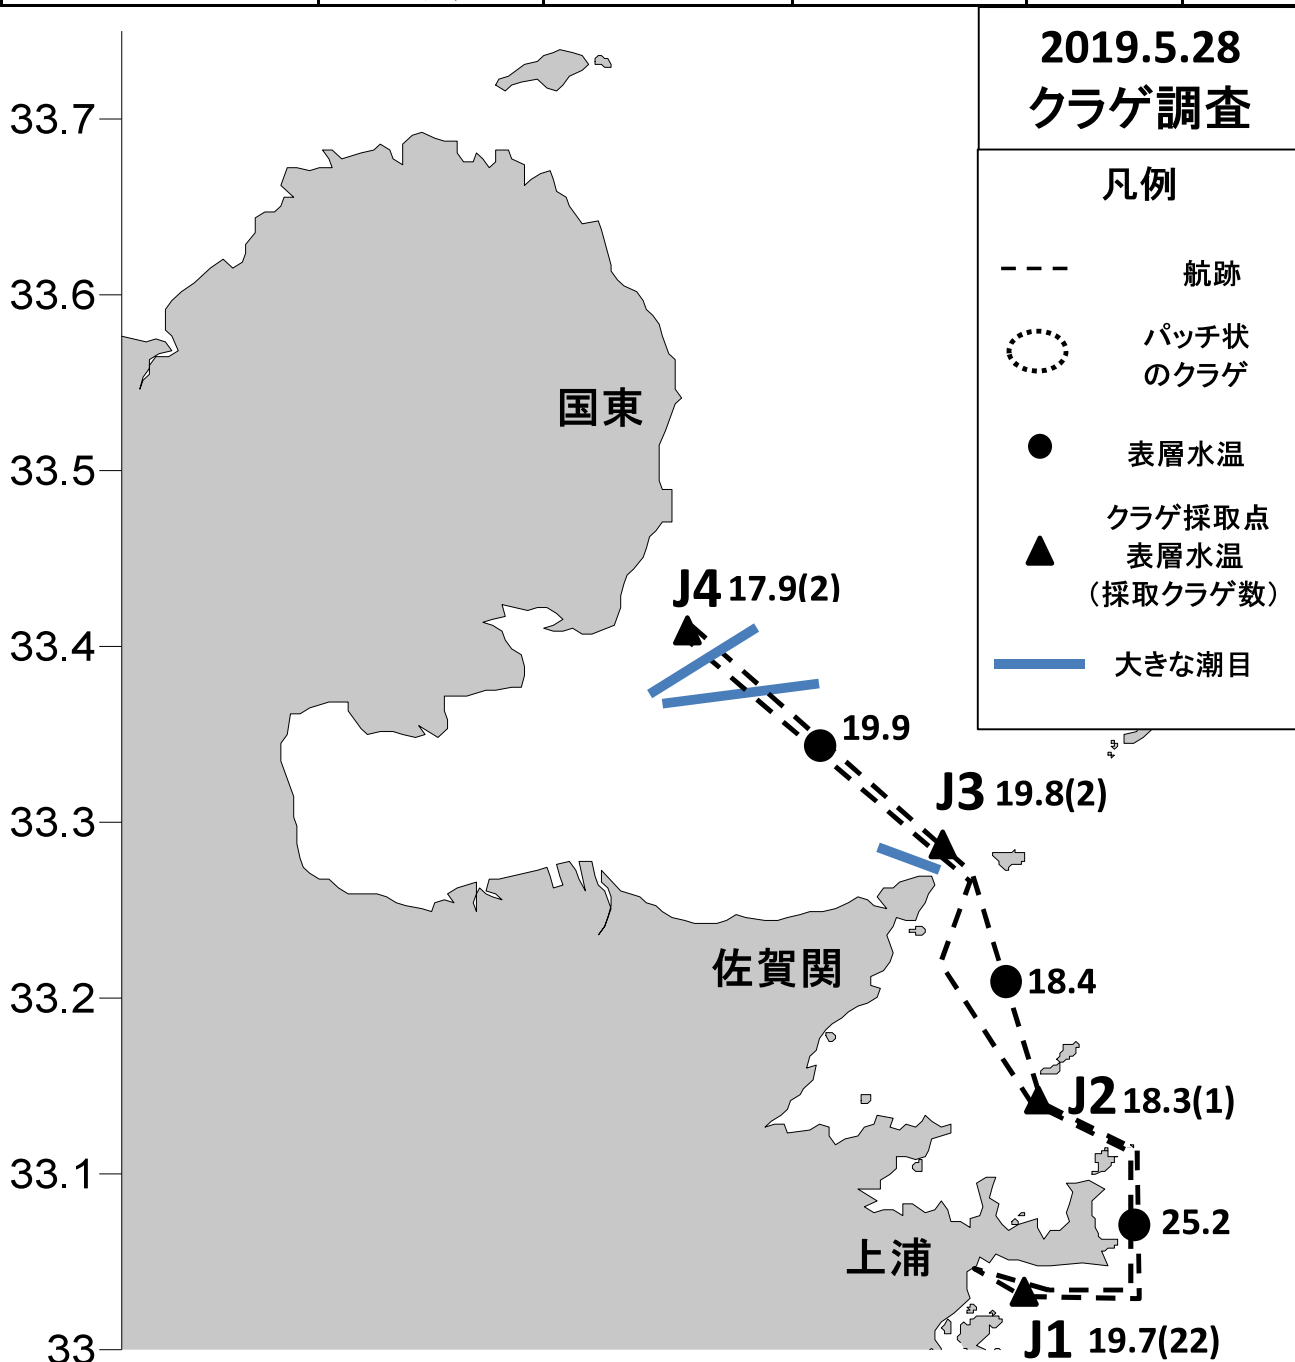 2019.5.28
クラゲ調査
凡例
航跡
パッチ状
のクラゲ
表層水温
クラゲ採取点
表層水温
（採取クラゲ数）
大きな潮目
33.7
33.6
33.5
33.4
33.3
33.2
33.1
33
国東
J4 17.9(2)
19.9
J3 19.8(2)
佐賀関
18.4
J2 18.3(1)
25.2
上浦
J1 19.7(22)